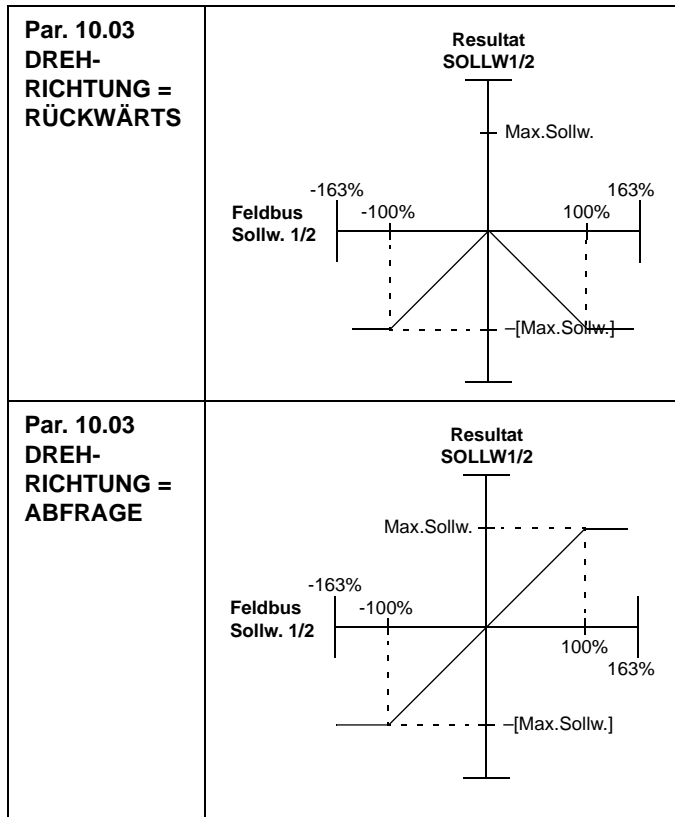 Par. 10.03
DREH-
RICHTUNG =
RÜCKWÄRTS
Resultat
SOLLW1/2
Max.Sollw.
-163%
163%
Feldbus
Sollw. 1/2
-100%
100%
–[Max.Sollw.]
Par. 10.03
DREH-
RICHTUNG =
ABFRAGE
Resultat
SOLLW1/2
Max.Sollw.
-163%
Feldbus
Sollw. 1/2
-100%
100%
163%
–[Max.Sollw.]